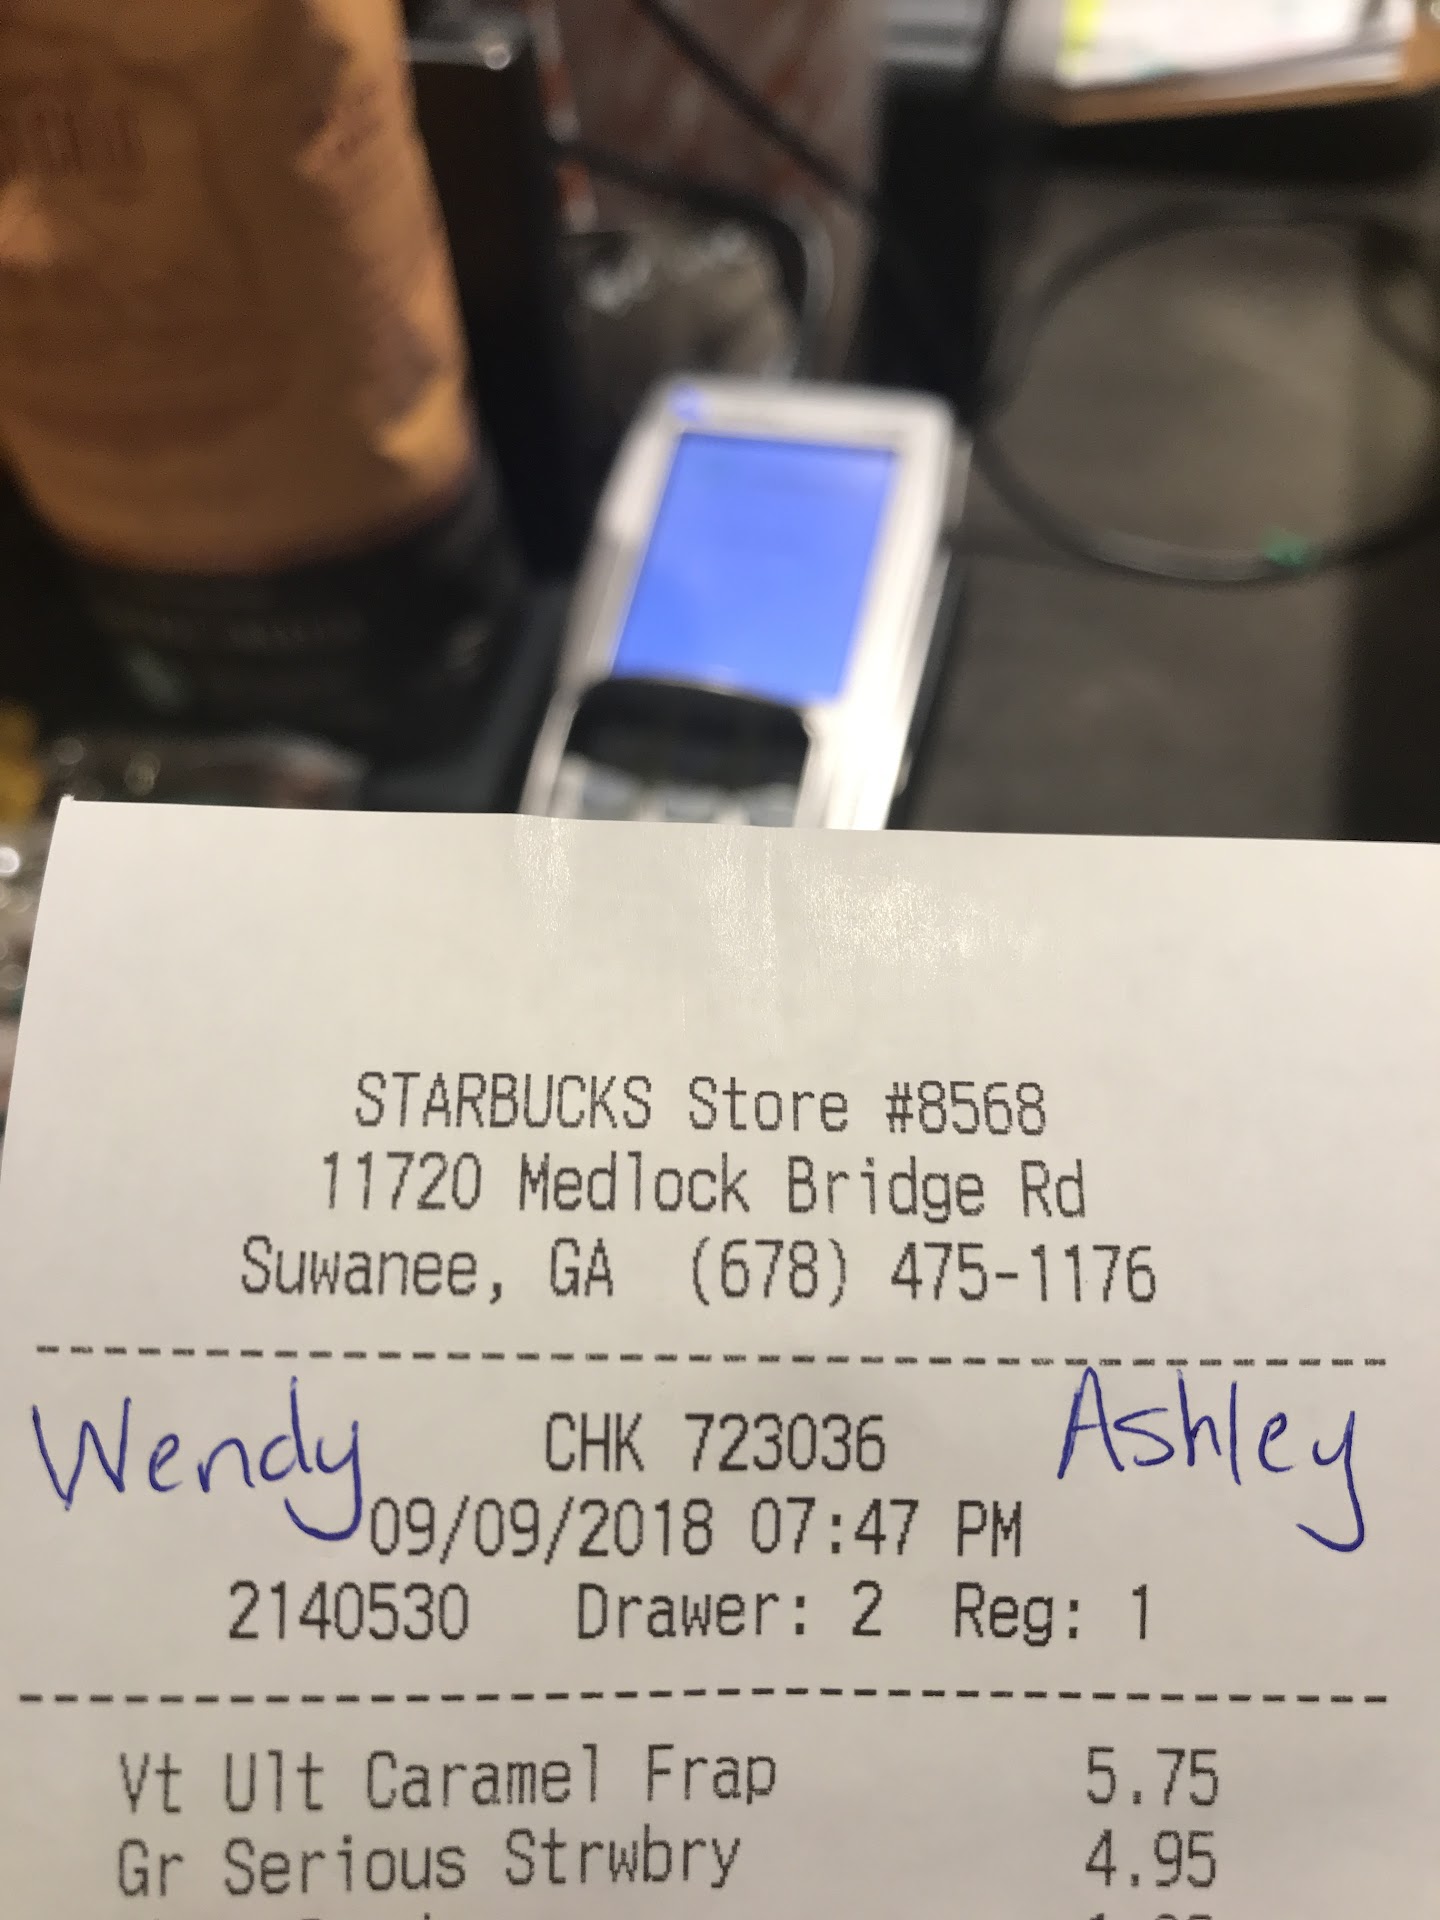 STARBUCKS Store #8568
11720 Medlock Bridge Rd
Suwanee, GA (678) 475-1176
Wendy CHK 723036 Ashley
09/09/2018 07:47 PM
2140530 Drawer: 2 Reg: 1
Vt Ult Caramel Frap 5.75
Gr Serious Strwbry 4.95